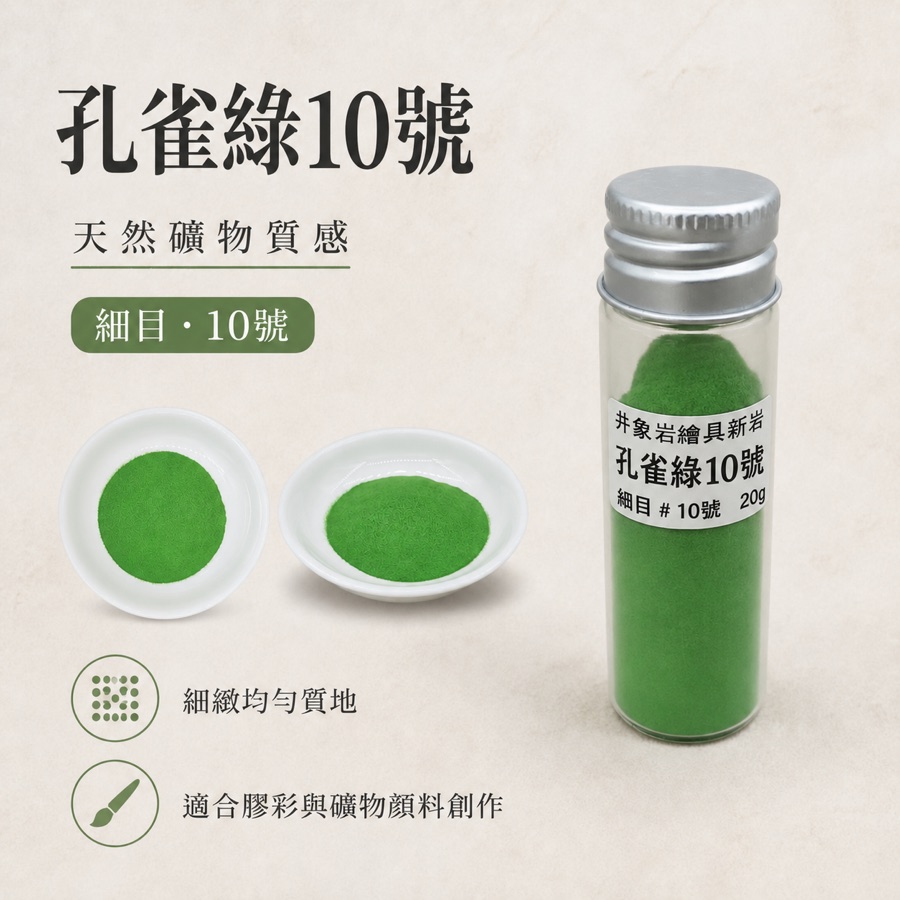 孔雀綠10號
天然礦物質感
細目・10號
井象岩繪具新岩
孔雀綠10號
細目 # 10號 20g
細緻均勻質地
適合膠彩與礦物顏料創作